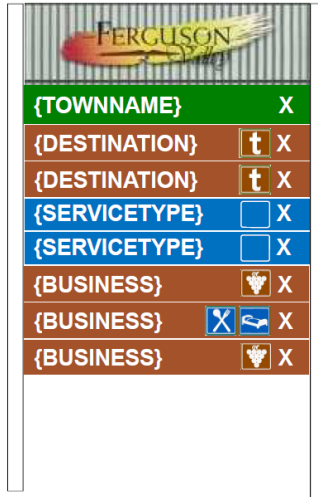 FERGUSON
Valley
{TOWNNAME} X
{DESTINATION} t X
{DESTINATION} t X
{SERVICETYPE} X
{SERVICETYPE} X
{BUSINESS} X
{BUSINESS} X
{BUSINESS} X